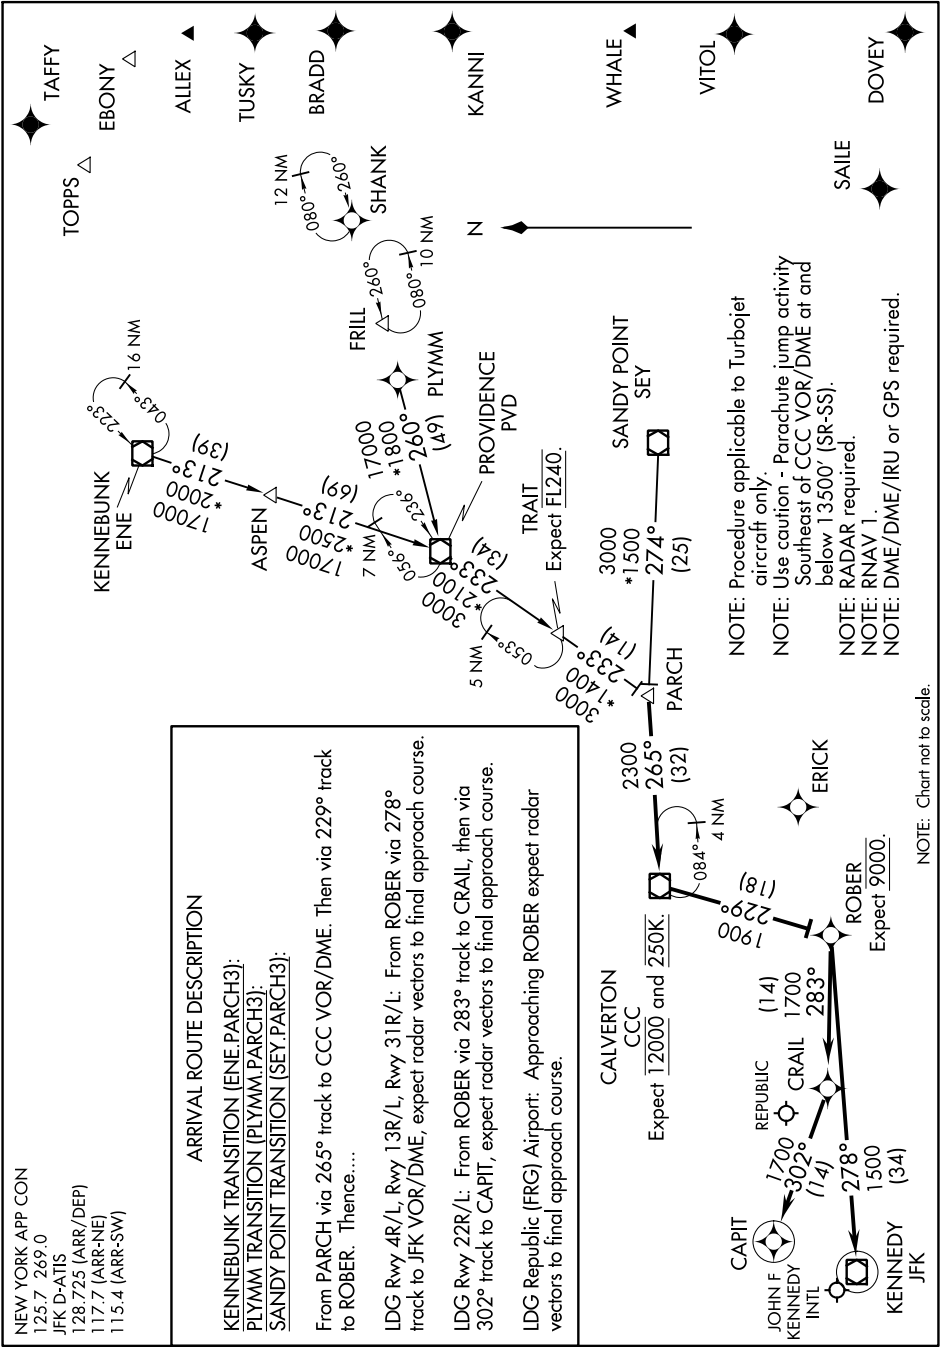 NEW YORK APP CON
125.7 269.0
JFK D-ATIS
128.725 (ARR/DEP)
117.7 (ARR-NE)
115.4 (ARR-SW)
ARRIVAL ROUTE DESCRIPTION
KENNEBUNK TRANSITION (ENE.PARCH3):
PLYMM TRANSITION (PLYMM.PARCH3):
SANDY POINT TRANSITION (SEY.PARCH3):
From PARCH via 265° track to CCC VOR/DME. Then via 229° track
to ROBER. Thence....
LDG Rwy 4R/L, Rwy 13R/L, Rwy 31R/L: From ROBER via 278°
track to JFK VOR/DME, expect radar vectors to final approach course.
LDG Rwy 22R/L: From ROBER via 283° track to CRAIL, then via
302° track to CAPIT, expect radar vectors to final approach course.
LDG Republic (FRG) Airport: Approaching ROBER expect radar
vectors to final approach course.
TOPPS
TAFFY
EBONY
ALLEX
TUSKY
BRADD
KANNI
WHALE
VITOL
DOVEY
SAILE
KENNEBUNK
ENE
223°
043°
16 NM
17000
*2000
213°
(39)
ASPEN
17000
*2500
213°
(69)
12 NM
080°
260°
SHANK
FRILL
260°
080°
10 NM
PLYMM
17000
*1800
260°
(49)
PROVIDENCE
PVD
7 NM
056°
236°
3000
*2100
233°
(34)
TRAIT
Expect FL240.
5 NM
053°
3000
*1400
233°
(14)
N
SANDY POINT
SEY
3000
*1500
274°
(25)
PARCH
2300
265°
(32)
CALVERTON
CCC
Expect 12000 and 250K.
084°
4 NM
1900
229°
(18)
ERICK
ROBER
Expect 9000.
(14)
1700
283°
CRAIL
REPUBLIC
1700
302°
(14)
278°
1500
(34)
CAPIT
JOHN F
KENNEDY
INTL
KENNEDY
JFK
NOTE: Procedure applicable to Turbojet
aircraft only.
NOTE: Use caution - Parachute jump activity
Southeast of CCC VOR/DME at and
below 13500' (SR-SS).
NOTE: RADAR required.
NOTE: RNAV 1.
NOTE: DME/DME/IRU or GPS required.
NOTE: Chart not to scale.